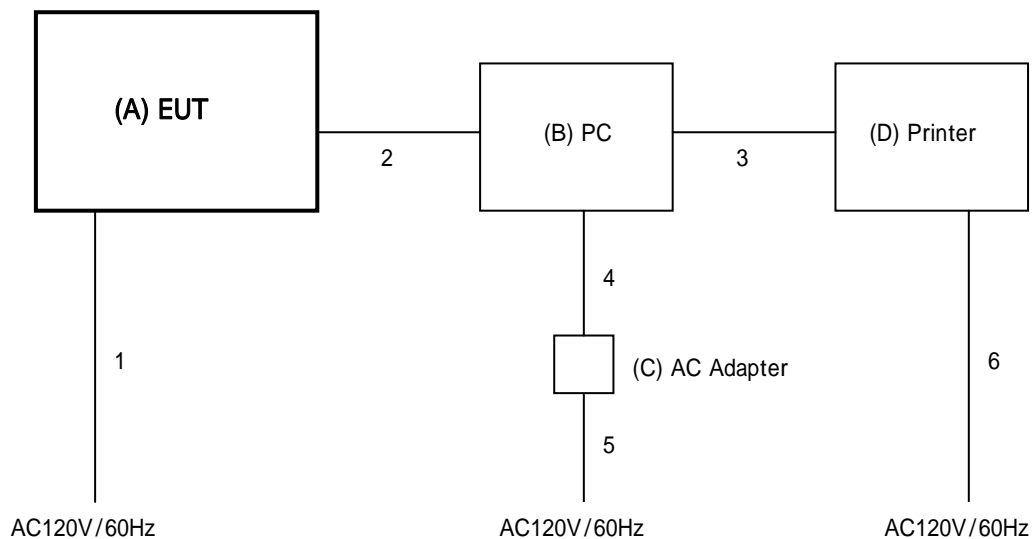 (A) EUT
(B) PC
(D) Printer
2
3
4
1
(C) AC Adapter
6
5
AC120V/60Hz
AC120V/60Hz
AC120V/60Hz